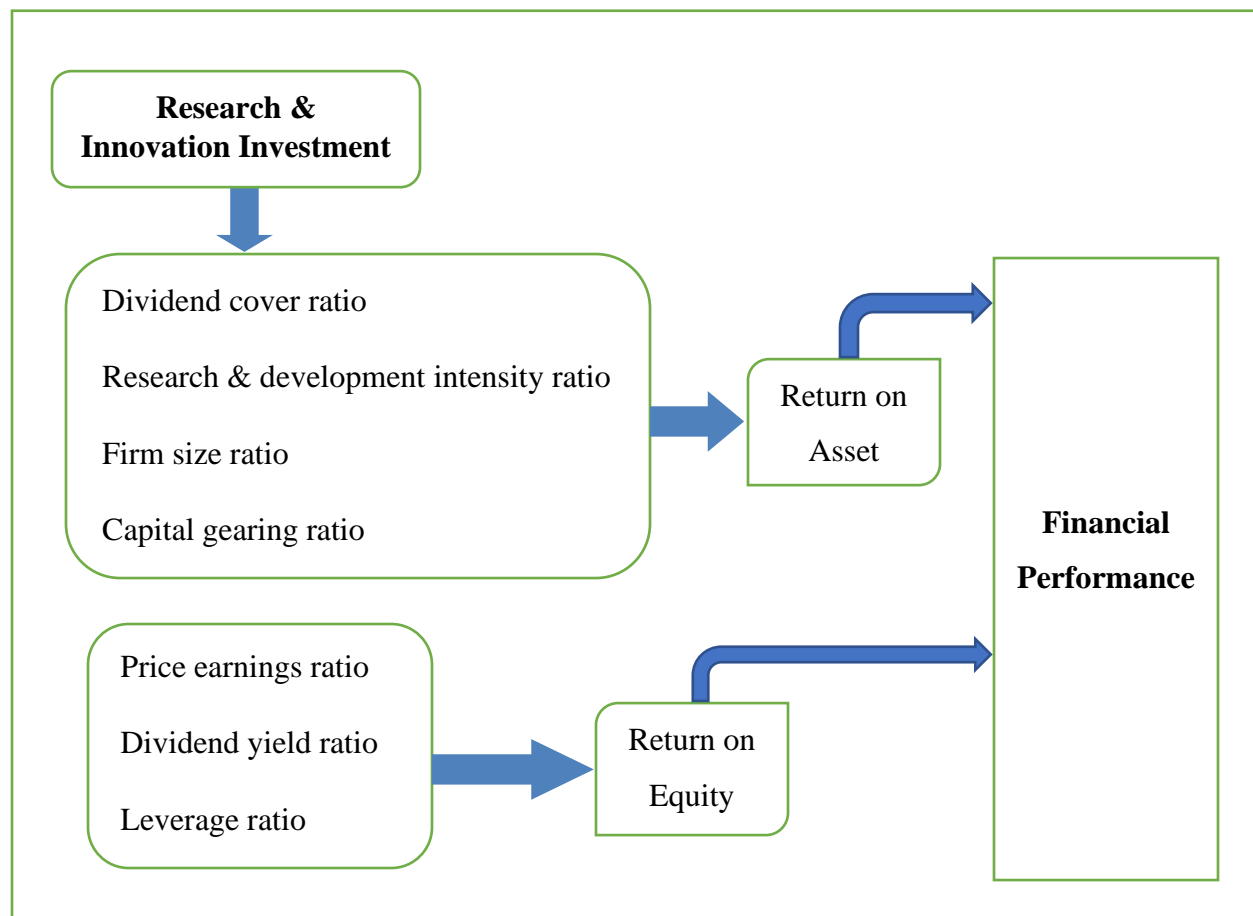 Research &
Innovation Investment
Dividend cover ratio
Research & development intensity ratio
Firm size ratio
Capital gearing ratio
Return on
Asset
Financial
Performance
Price earnings ratio
Dividend yield ratio
Leverage ratio
Return on
Equity